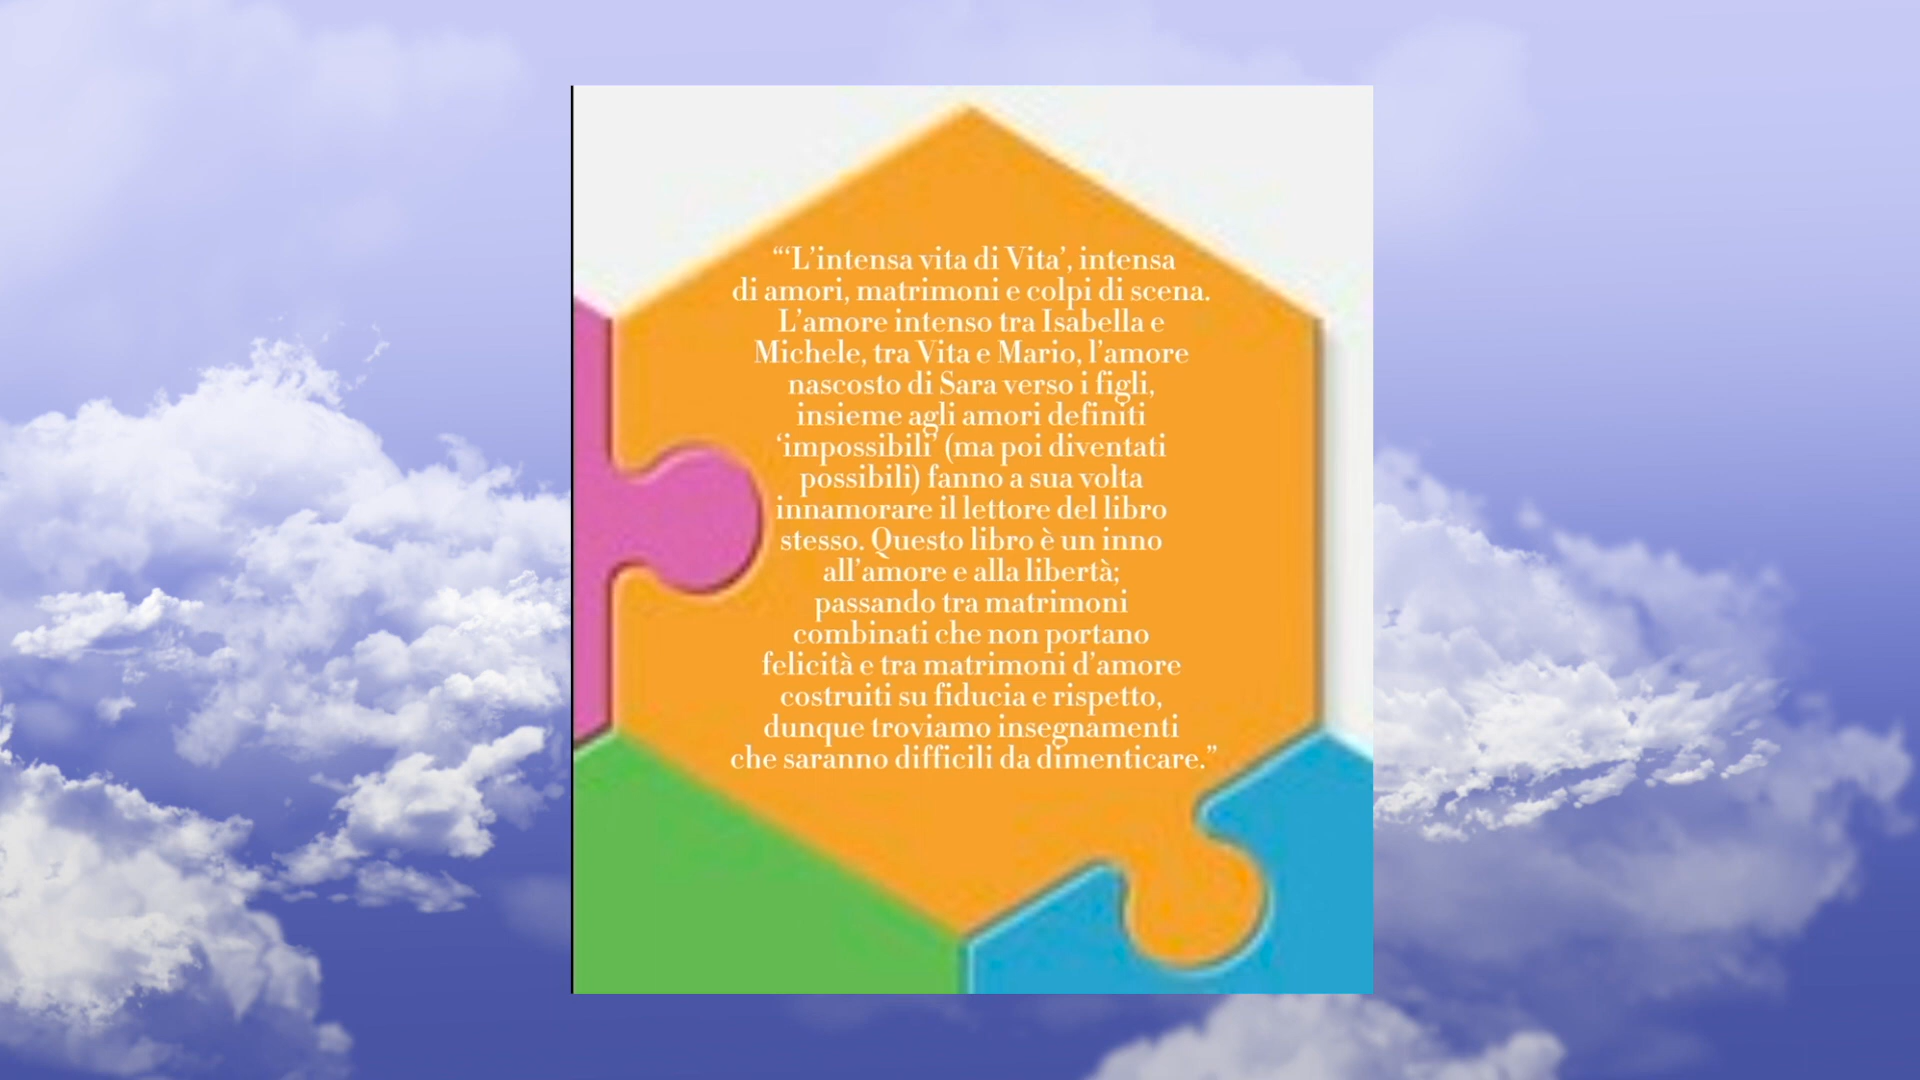 “‘L’intensa vita di Vita’, intensa
di amori, matrimoni e colpi di scena.
L’amore intenso tra Isabella e
Michele, tra Vita e Mario, l’amore
nascosto di Sara verso i figli,
insieme agli amori definiti
‘impossibili’ (ma poi diventati
possibili) fanno a sua volta
innamorare il lettore del libro
stesso. Questo libro è un inno
all’amore e alla libertà;
passando tra matrimoni
combinati che non portano
felicità e tra matrimoni d’amore
costruiti su fiducia e rispetto,
dunque troviamo insegnamenti
che saranno difficili da dimenticare.”